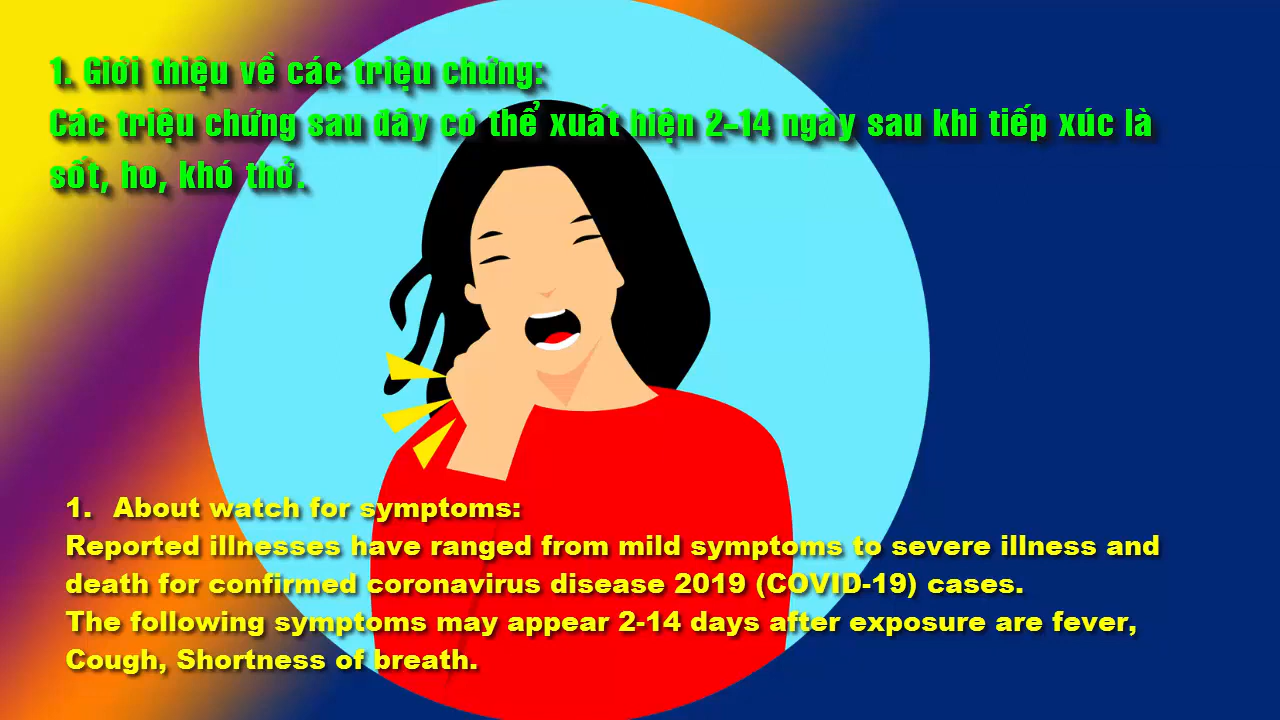 1. Giới thiệu về các triệu chứng:
Các triệu chứng sau đây có thể xuất hiện 2-14 ngày sau khi tiếp xúc là
sốt, ho, khó thở.
1. About watch for symptoms:
Reported illnesses have ranged from mild symptoms to severe illness and
death for confirmed coronavirus disease 2019 (COVID-19) cases.
The following symptoms may appear 2-14 days after exposure are fever,
Cough, Shortness of breath.